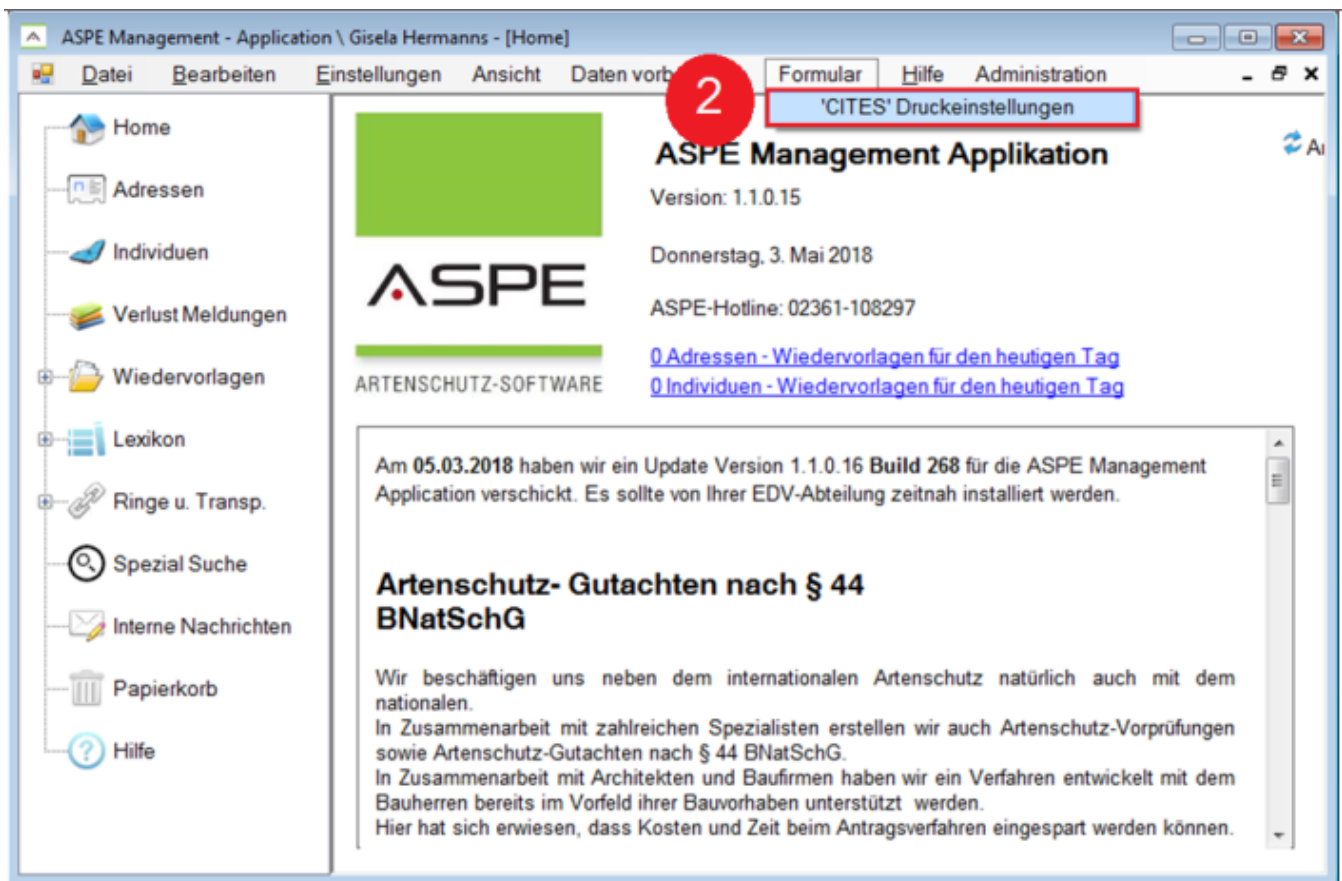 ASPE Management - Application \ Gisela Hermanns - [Home]
Datei Bearbeiten Einstellungen Ansicht Daten Formular Hilfe Administration
2
'CITES' Druckeinstellungen
Home
Adressen
Individuen
Verlust Meldungen
Wiedervorlagen
Lexikon
Ringe u. Transp.
Spezial Suche
Interne Nachrichten
Papierkorb
Hilfe
ASPE
ARTENSCHUTZ-SOFTWARE
ASPE Management Applikation
Version: 1.1.0.15
Donnerstag, 3. Mai 2018
ASPE-Hotline: 02361-108297
0 Adressen - Wiedervorlagen für den heutigen Tag
0 Individuen - Wiedervorlagen für den heutigen Tag
Am 05.03.2018 haben wir ein Update Version 1.1.0.16 Build 268 für die ASPE Management
Application verschickt. Es sollte von Ihrer EDV-Abteilung zeitnah installiert werden.
Artenschutz- Gutachten nach § 44
BNatSchG
Wir beschäftigen uns neben dem internationalen Artenschutz natürlich auch mit dem
nationalen.
In Zusammenarbeit mit zahlreichen Spezialisten erstellen wir auch Artenschutz-Vorprüfungen
sowie Artenschutz-Gutachten nach § 44 BNatSchG.
In Zusammenarbeit mit Architekten und Baufirmen haben wir ein Verfahren entwickelt mit dem
Bauherren bereits im Vorfeld ihrer Bauvorhaben unterstützt werden.
Hier hat sich erwiesen, dass Kosten und Zeit beim Antragsverfahren eingespart werden können.